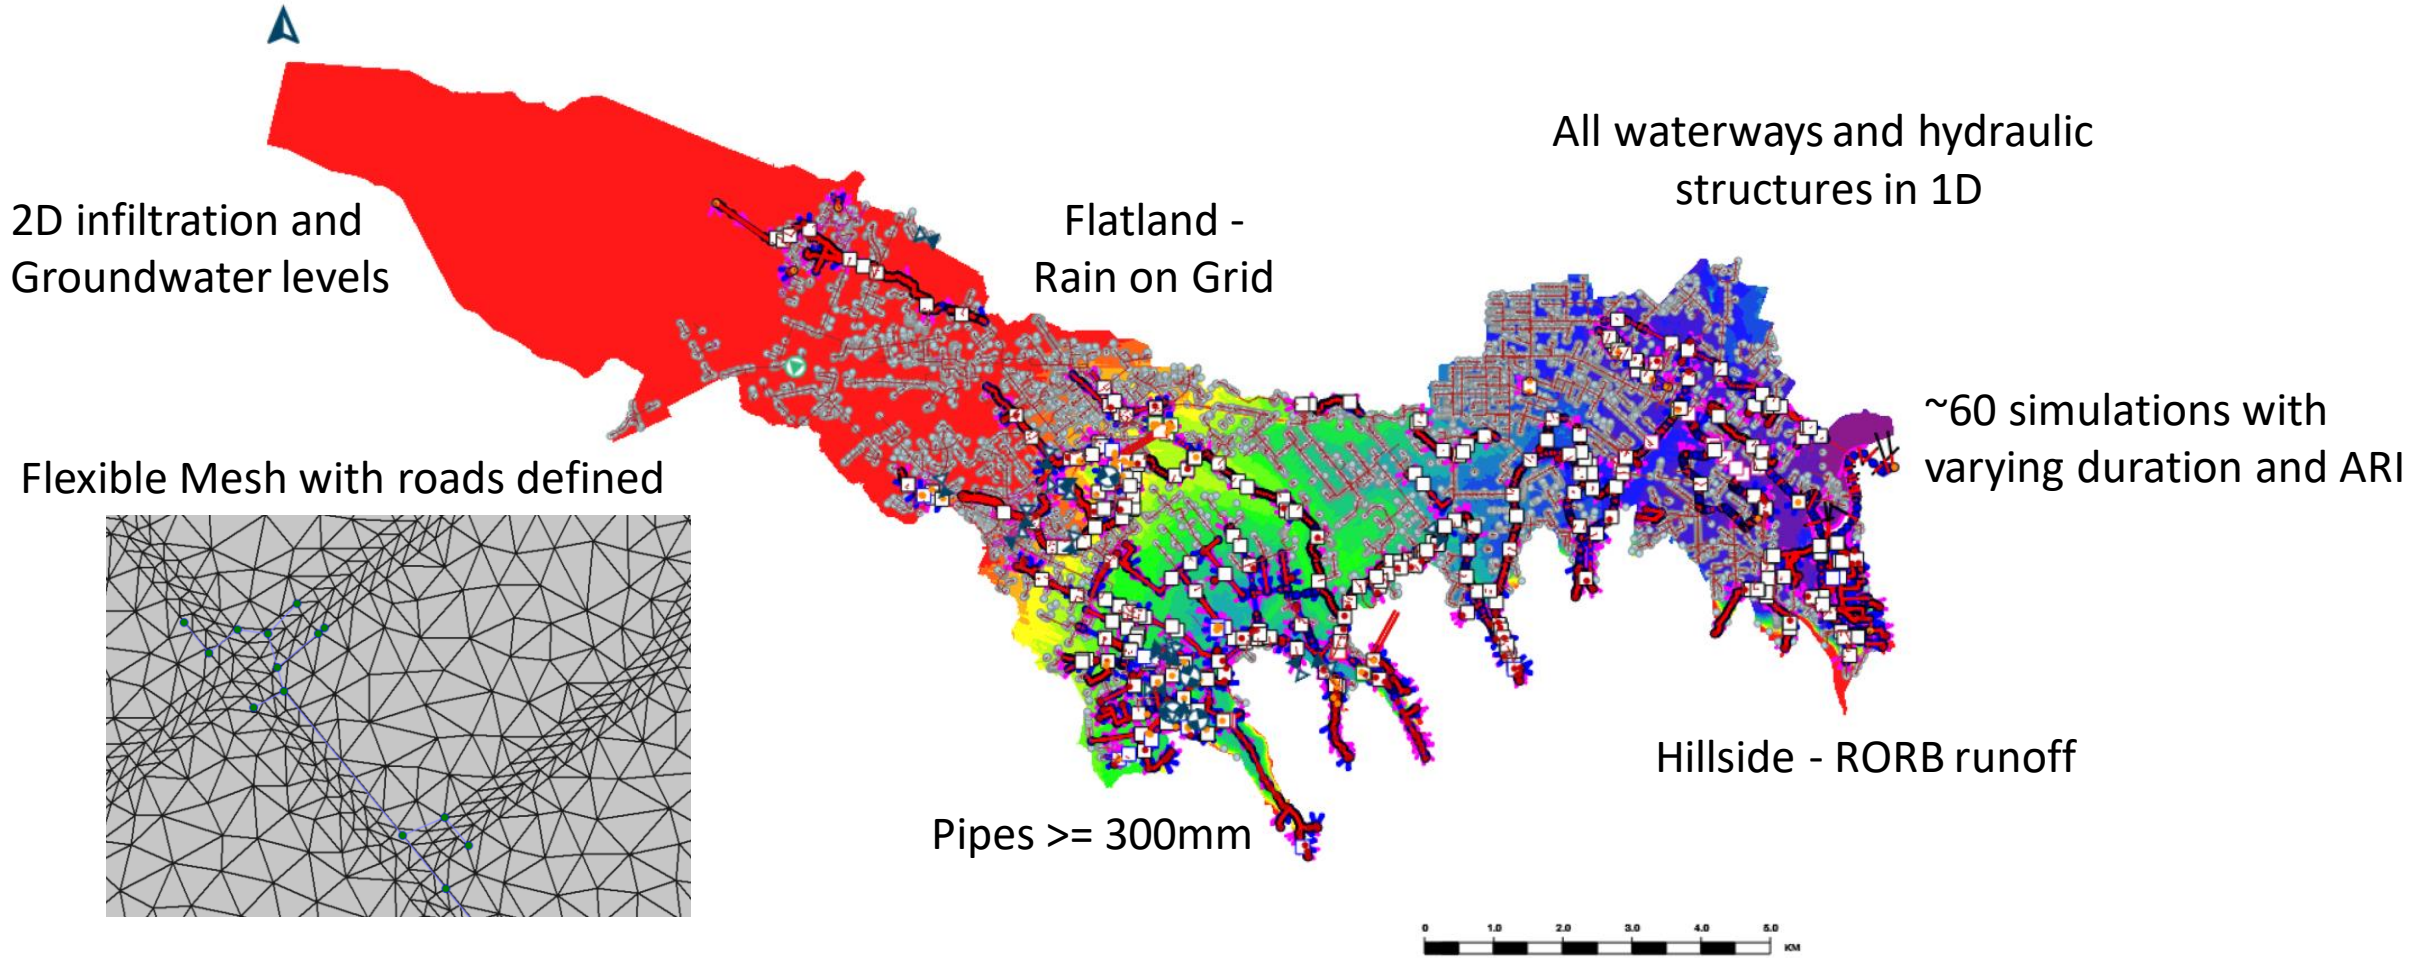 All waterways and hydraulic
structures in 1D
2D infiltration and
Groundwater levels
Flatland -
Rain on Grid
~60 simulations with
varying duration and ARI
Flexible Mesh with roads defined
Hillside - RORB runoff
Pipes >= 300mm
0 1.0 2.0 3.0 4.0 5.0
KM